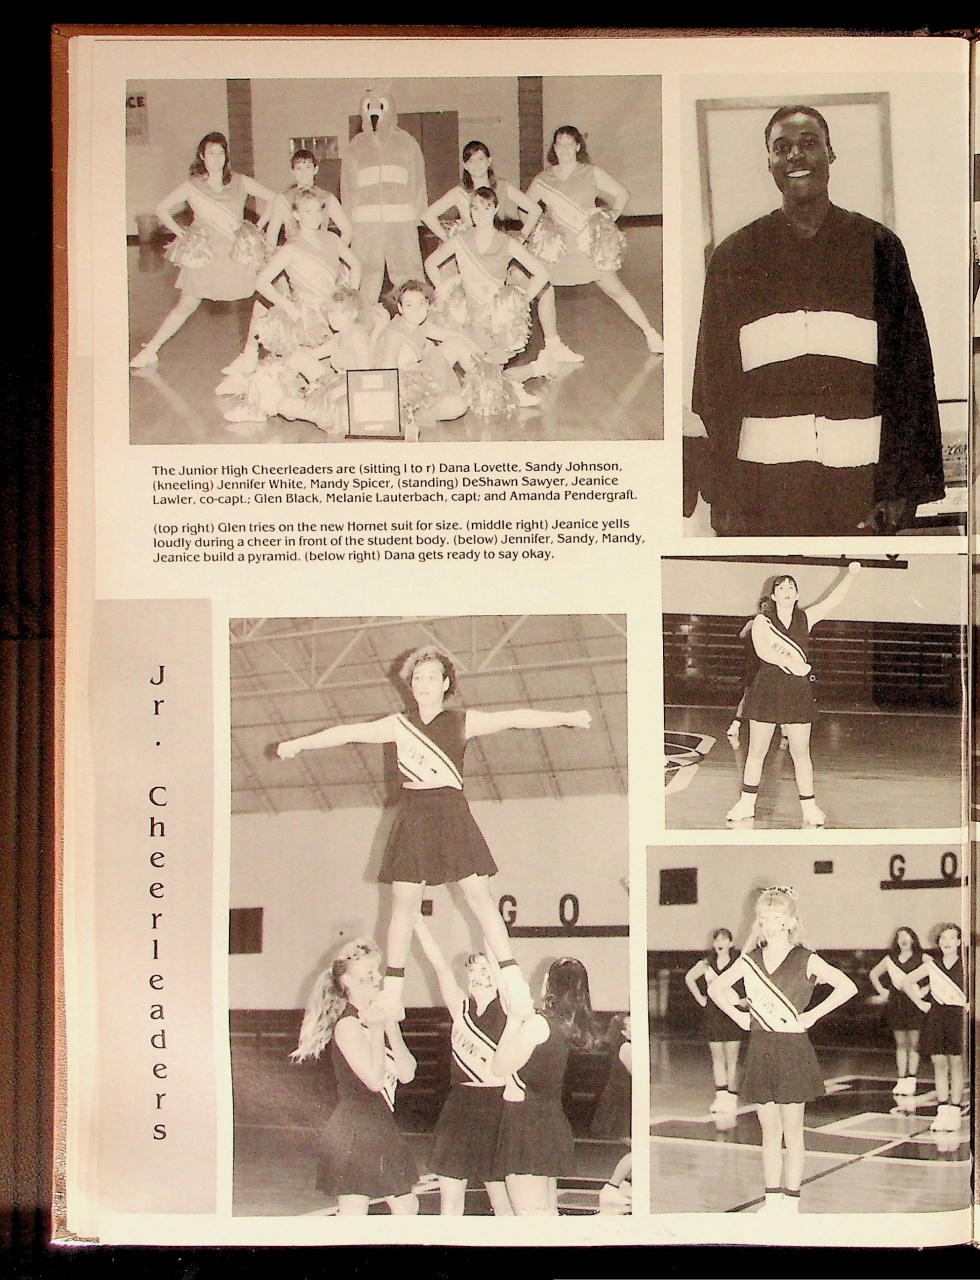 CE
The Junior High Cheerleaders are (sitting l to r) Dana Lovette, Sandy Johnson,
(kneeling) Jennifer White, Mandy Spicer, (standing) DeShawn Sawyer, Jeanice
Lawler, co-capt.; Glen Black, Melanie Lauterbach, capt; and Amanda Pendergraft.
(top right) Glen tries on the new Hornet suit for size. (middle right) Jeanice yells
loudly during a cheer in front of the student body. (below) Jennifer, Sandy, Mandy,
Jeanice build a pyramid. (below right) Dana gets ready to say okay.
Jr. Cheerleaders
GO
GO